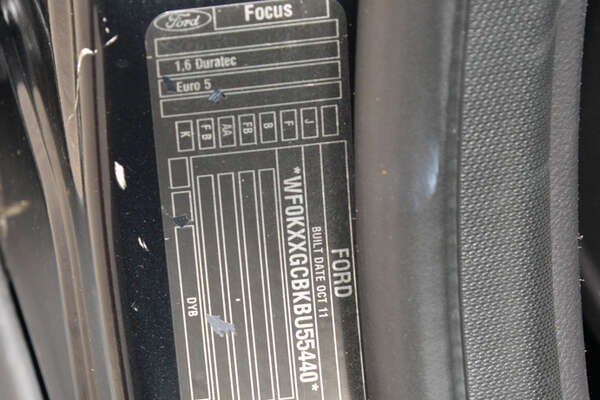 Ford
Focus
1.6 Duratec
Euro 5
K FB AA FB B F J
FORD
BUILT DATE OCT 11
*WF0KXXGCBKBU55440*
DYB